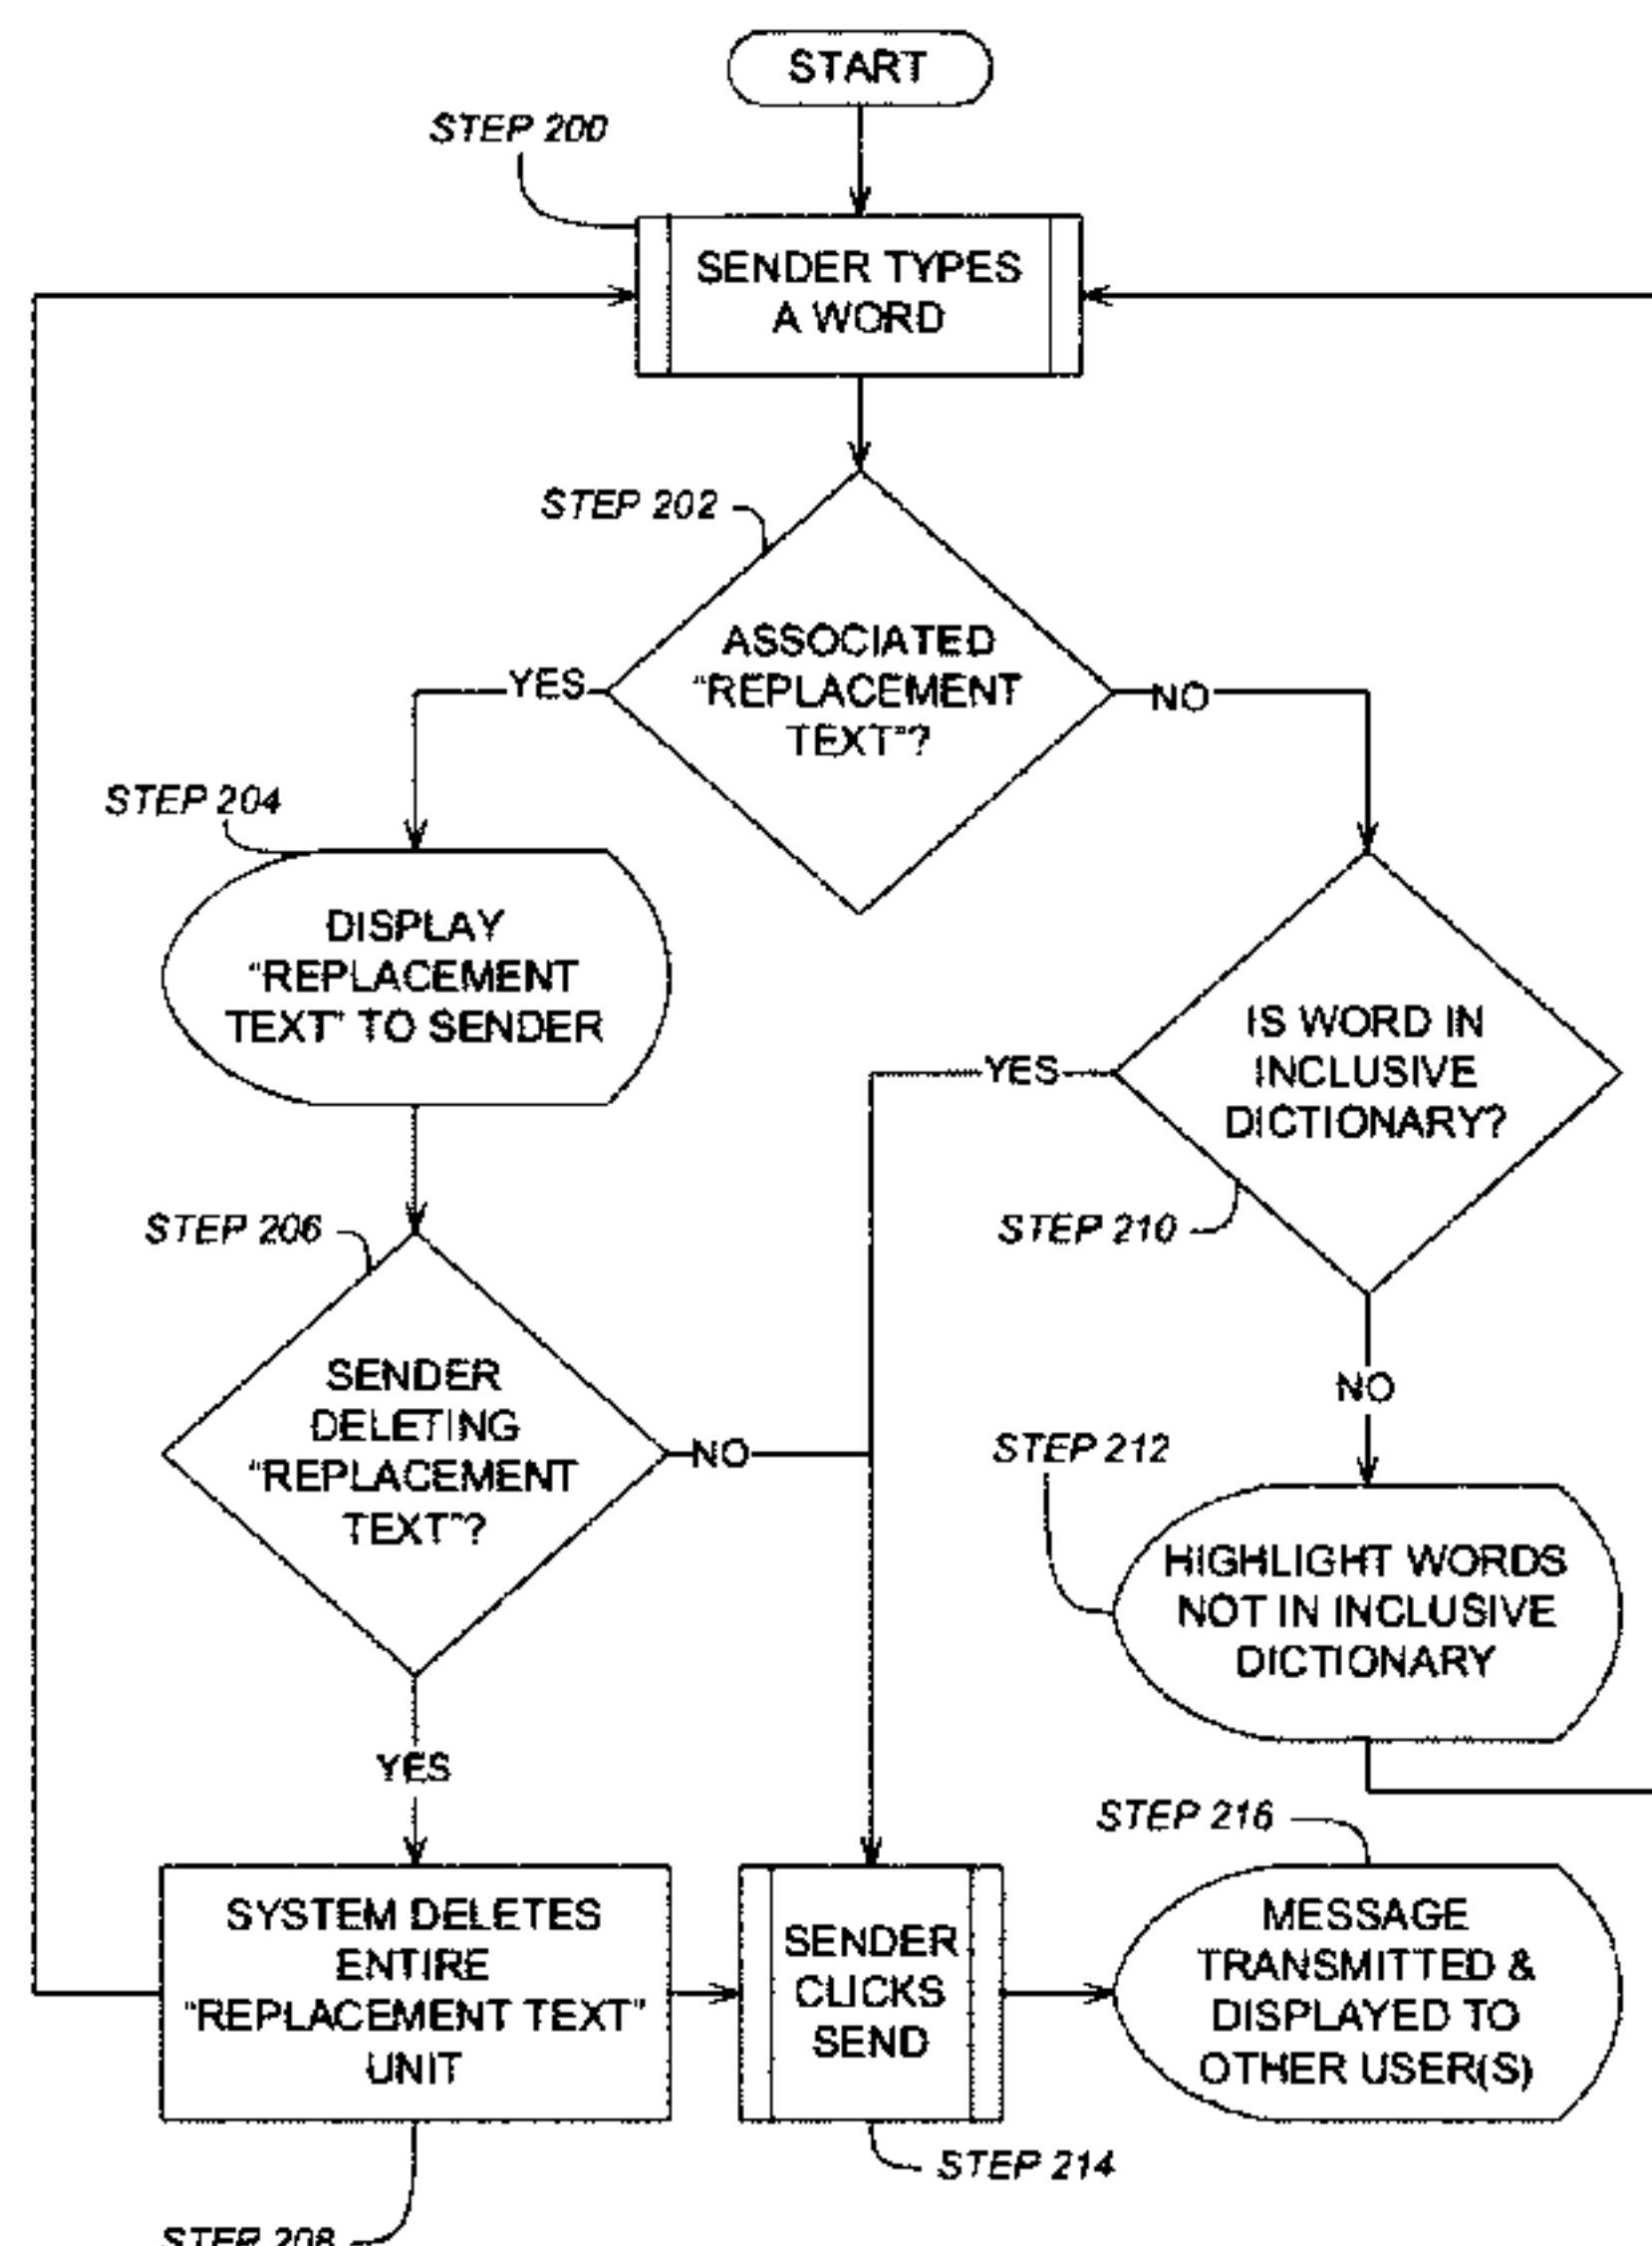 START
STEP 200
SENDER TYPES
A WORD
STEP 202
ASSOCIATED
"REPLACEMENT
TEXT"?
YES
NO
STEP 204
DISPLAY
"REPLACEMENT
TEXT" TO SENDER
IS WORD IN
INCLUSIVE
DICTIONARY?
YES
STEP 206
STEP 210
SENDER
DELETING
"REPLACEMENT
TEXT"?
NO
NO
STEP 212
HIGHLIGHT WORDS
NOT IN INCLUSIVE
DICTIONARY
YES
STEP 216
SYSTEM DELETES
ENTIRE
"REPLACEMENT TEXT"
UNIT
SENDER
CLICKS
SEND
MESSAGE
TRANSMITTED &
DISPLAYED TO
OTHER USER(S)
STEP 214
STEP 208